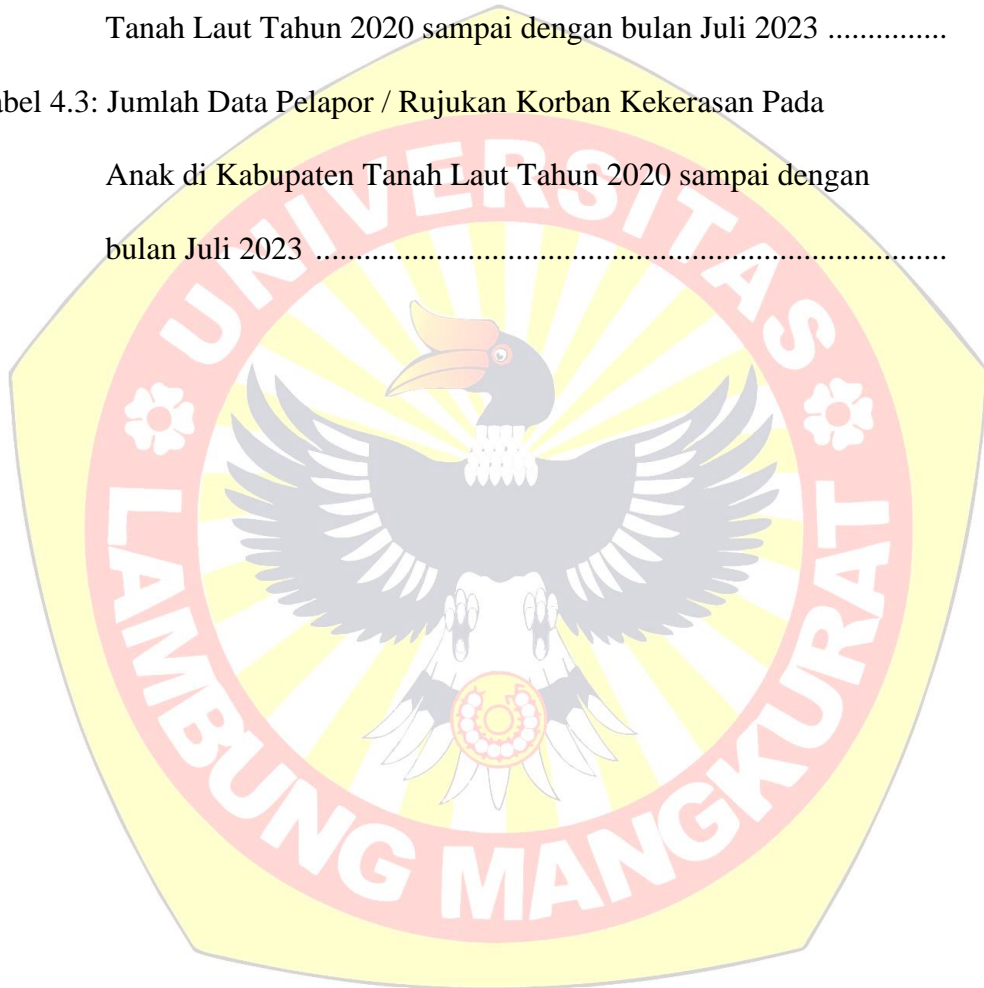 Tanah Laut Tahun 2020 sampai dengan bulan Juli 2023 ...............
abel 4.3: Jumlah Data Pelapor / Rujukan Korban Kekerasan Pada
Anak di Kabupaten Tanah Laut Tahun 2020 sampai dengan
bulan Juli 2023 ...............................................................................
UNIVERSITAS
LAMBUNG MANGKURAT